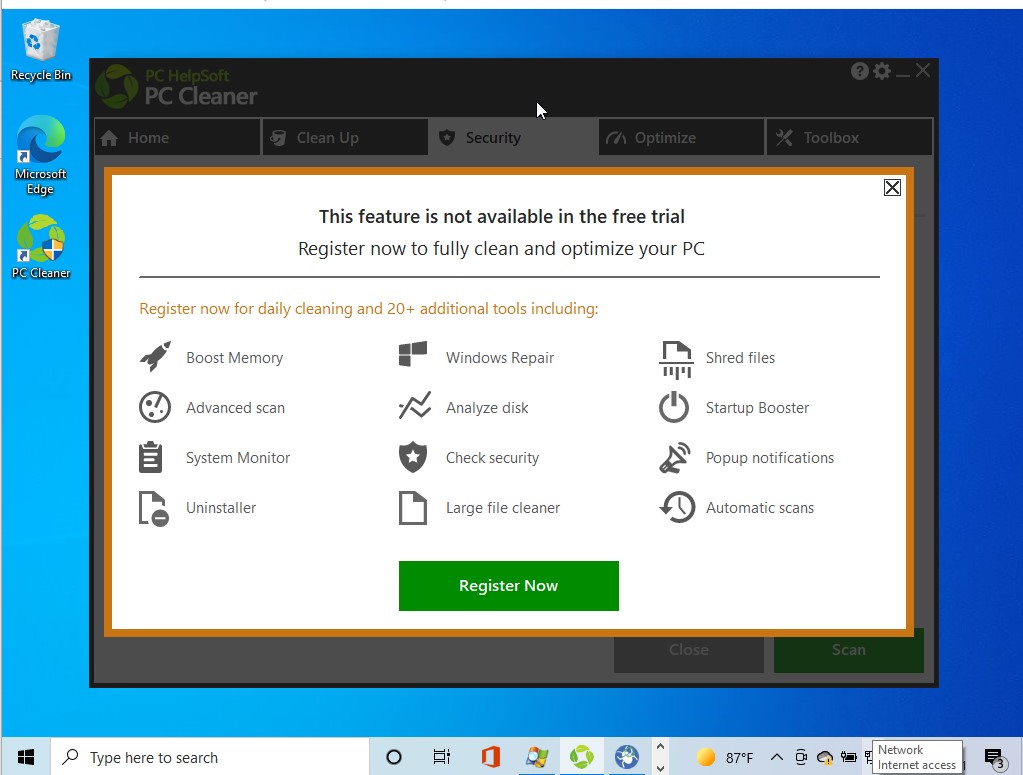 Recycle Bin
Microsoft
Edge
PC Cleaner
PC HelpSoft
PC Cleaner
Home
Clean Up
Security
Optimize
Toolbox
This feature is not available in the free trial
Register now to fully clean and optimize your PC
Register now for daily cleaning and 20+ additional tools including:
Boost Memory
Windows Repair
Shred files
Advanced scan
Analyze disk
Startup Booster
System Monitor
Check security
Popup notifications
Uninstaller
Large file cleaner
Automatic scans
Register Now
Close
Scan
Type here to search
87°F
Network
Internet access
3